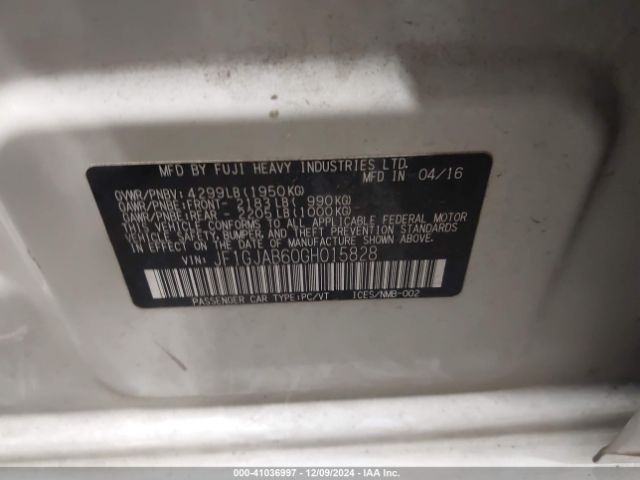 MFD BY FUJI HEAVY INDUSTRIES LTD.
MFD IN 04/16
GVWR/PNBV: 4299LB(1950KG)
GAWR/PNBE:FRONT- 2183LB( 990KG)
GAWR/PNBE:REAR - 2205LB(1000KG)
THIS VEHICLE CONFORMS TO ALL APPLICABLE FEDERAL MOTOR
VEHICLE SAFETY, BUMPER, AND THEFT PREVENTION STANDARDS
IN EFFECT ON THE DATE OF MANUFACTURE SHOWN ABOVE.
VIN: JF1GJAB60GH015828
PASSENGER CAR TYPE:PC/VT ICES/NMB-002
000-41036997 - 12/09/2024 - IAA Inc.